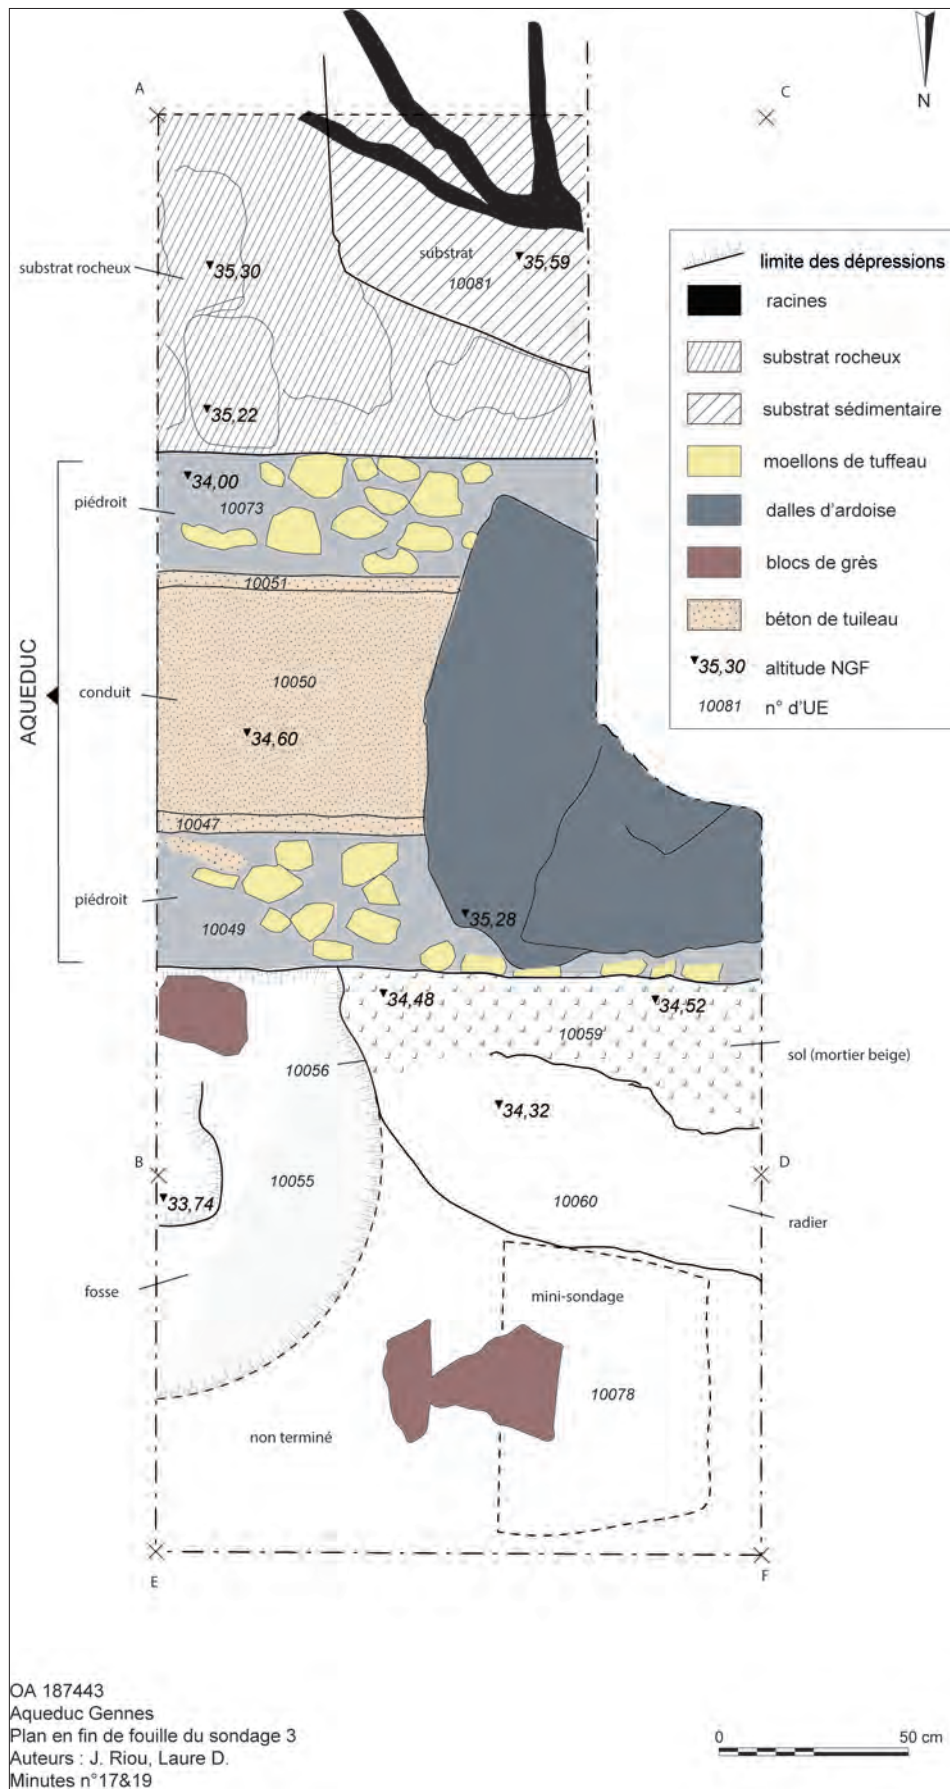 A
C
N
substrat rocheux
35,30
substrat
10081
35,59
35,22
limite des dépressions
racines
substrat rocheux
substrat sédimentaire
moellons de tuffeau
dalles d'ardoise
blocs de grès
béton de tuileau
35,30 altitude NGF
10081 n° d'UE
AQUEDUC
piédroit
34,00
10073
10051
conduit
10050
34,60
10047
piédroit
10049
35,28
34,48
34,52
10059
sol (mortier beige)
10056
34,32
B
D
10055
33,74
10060
radier
fosse
mini-sondage
10078
non terminé
E
F
OA 187443
Aqueduc Gennes
Plan en fin de fouille du sondage 3
Auteurs : J. Riou, Laure D.
Minutes n°17&19
0 50 cm